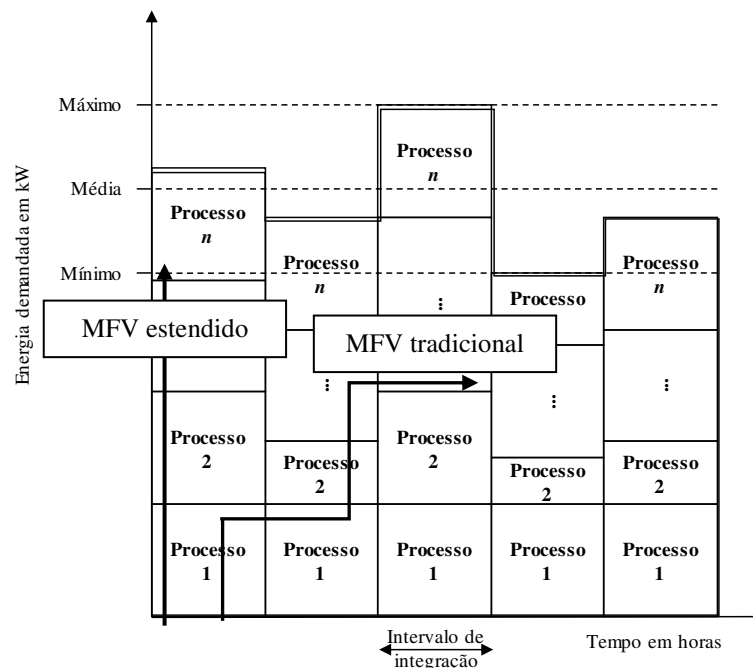 Energia demandada em kW
Máximo
Média
Mínimo
Processo
n
Processo
n
Processo
n
Processo
Processo
n
MFV estendido
MFV tradicional
...
...
...
...
Processo
2
Processo
2
Processo
2
Processo
2
Processo
2
Processo
1
Processo
1
Processo
1
Processo
1
Processo
1
Intervalo de
integração
Tempo em horas